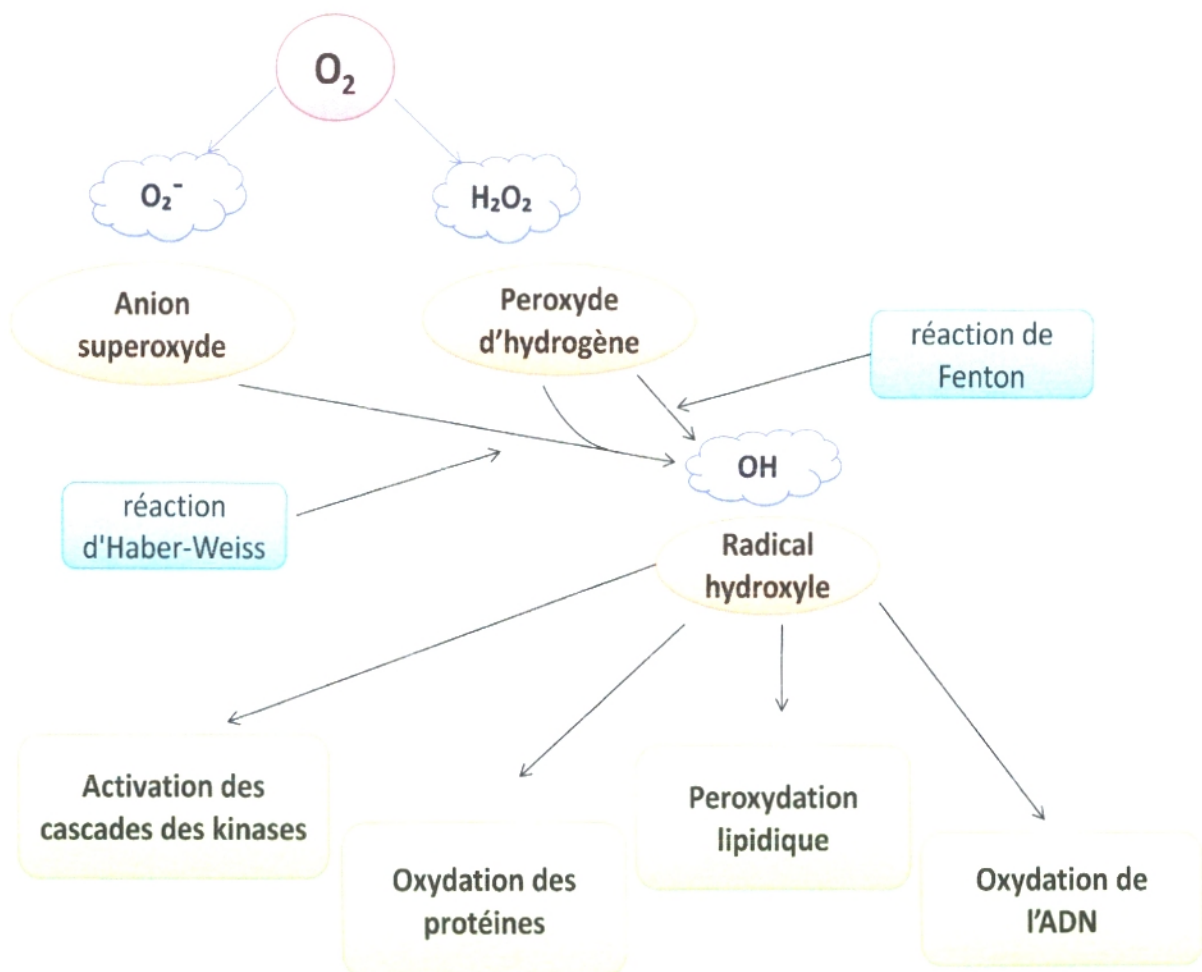 O₂
O₂⁻
H₂O₂
Anion
superoxyde
Peroxyde
d'hydrogène
réaction de
Fenton
OH
réaction
d'Haber-Weiss
Radical
hydroxyle
Activation des
cascades des kinases
Oxydation des
protéines
Peroxydation
lipidique
Oxydation de
l'ADN